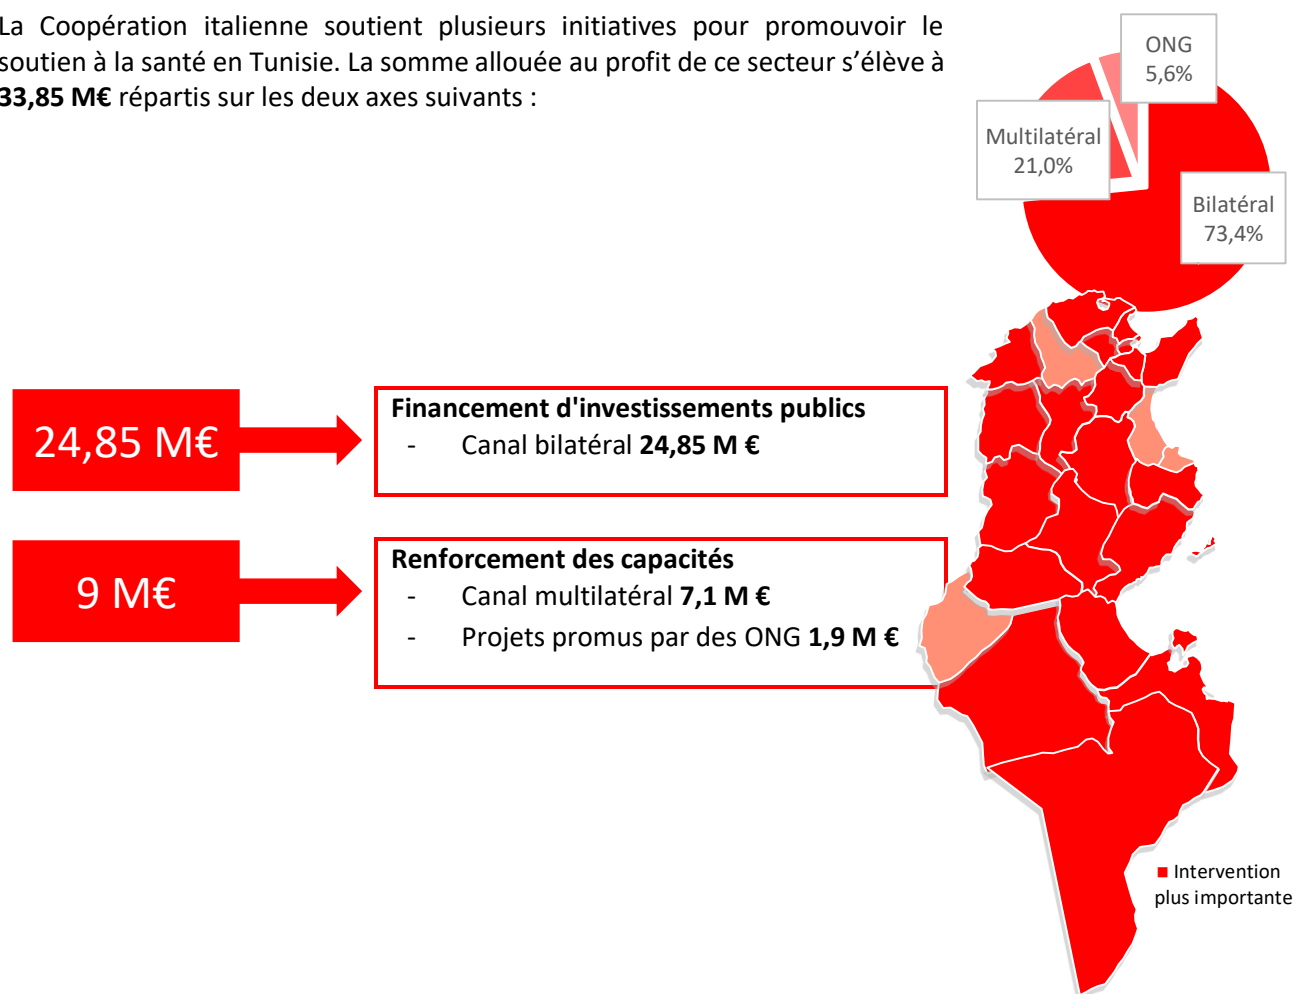 La Coopération italienne soutient plusieurs initiatives pour promouvoir le
soutien à la santé en Tunisie. La somme allouée au profit de ce secteur s’élève à
33,85 M€ répartis sur les deux axes suivants :
ONG
5,6%
Multilatéral
21,0%
Bilatéral
73,4%
24,85 M€
Financement d'investissements publics
- Canal bilatéral 24,85 M €
9 M€
Renforcement des capacités
- Canal multilatéral 7,1 M €
- Projets promus par des ONG 1,9 M €
Intervention
plus importante